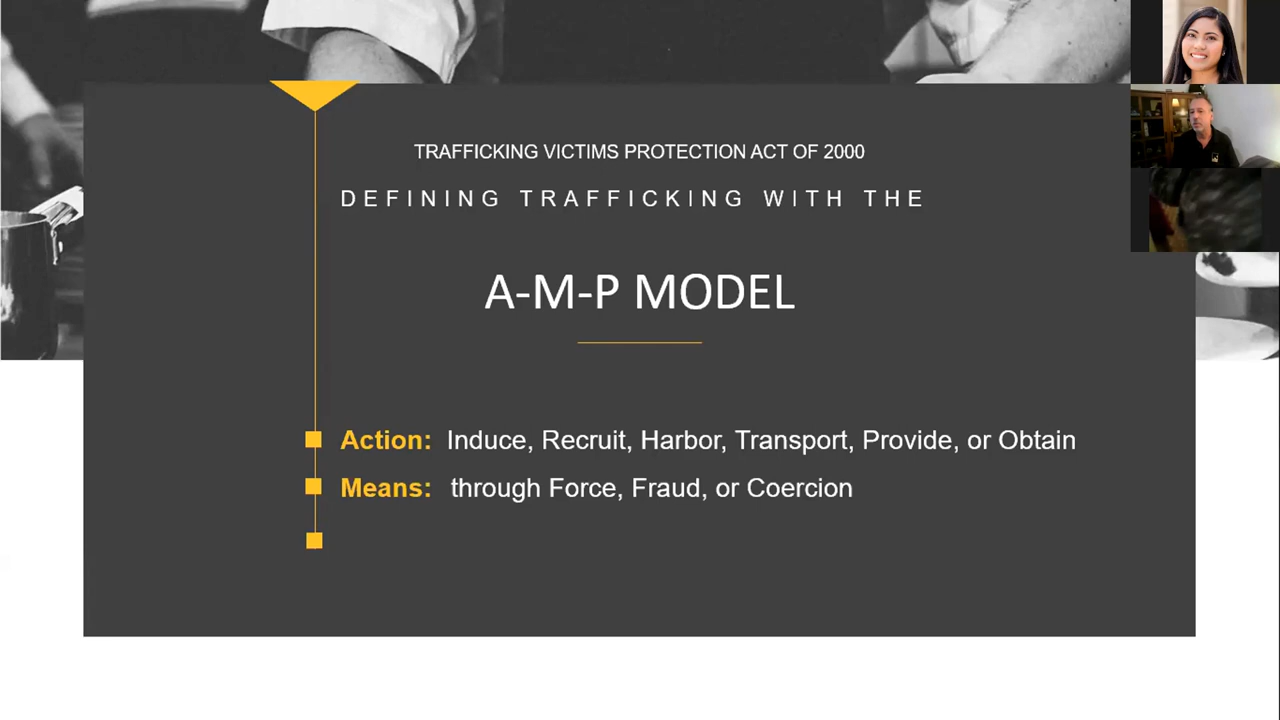 TRAFFICKING VICTIMS PROTECTION ACT OF 2000
DEFINING TRAFFICKING WITH THE
A-M-P MODEL
Action: Induce, Recruit, Harbor, Transport, Provide, or Obtain
Means: through Force, Fraud, or Coercion